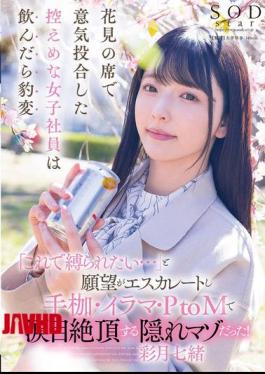 SOD
star
花見の席で
意気投合した
控えめな女子社員は
飲んだら豹変
「これで縛られたい…」と
願望がエスカレートし
手枷・イラマ・PtoMで
涙目絶頂する隠れマゾだった!
彩月七緒
JAVHD